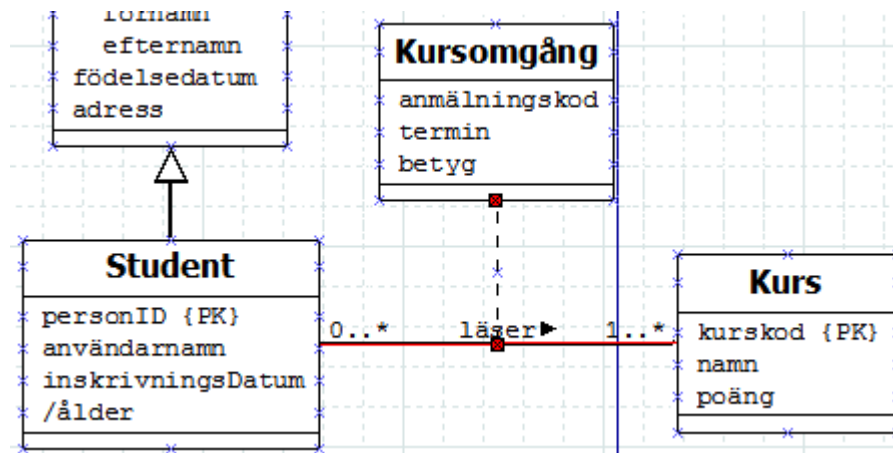 förnamn
efternamn
födelsedatum
adress
Kursomgång
anmälningskod
termin
betyg
Student
personID {PK}
användarnamn
inskrivningsDatum
/ålder
0..*
läser
1..*
Kurs
kurskod {PK}
namn
poäng